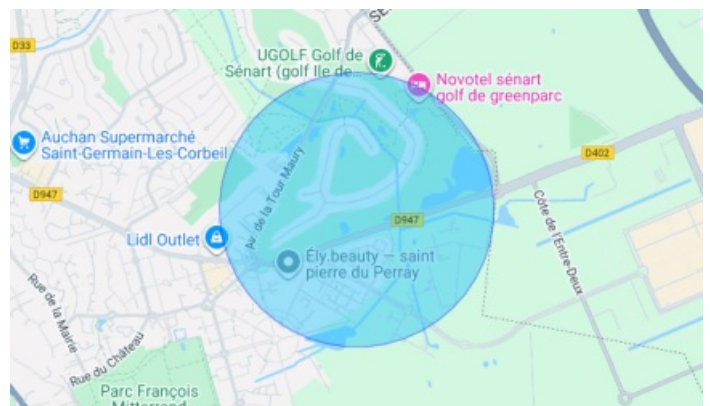 SÉ
D33
UGOLF Golf de
Sénart (golf Ile de...
Novotel sénart
golf de greenparc
Auchan Supermarché
Saint-Germain-Les-Corbeil
D402
D947
Av. de la Tour Maury
Côte de l'Entre-Deux
D947
Lidl Outlet
Ély.beauty – saint
pierre du Perray
Rue de la Mairie
Rue du Château
Parc François
Mitterrand